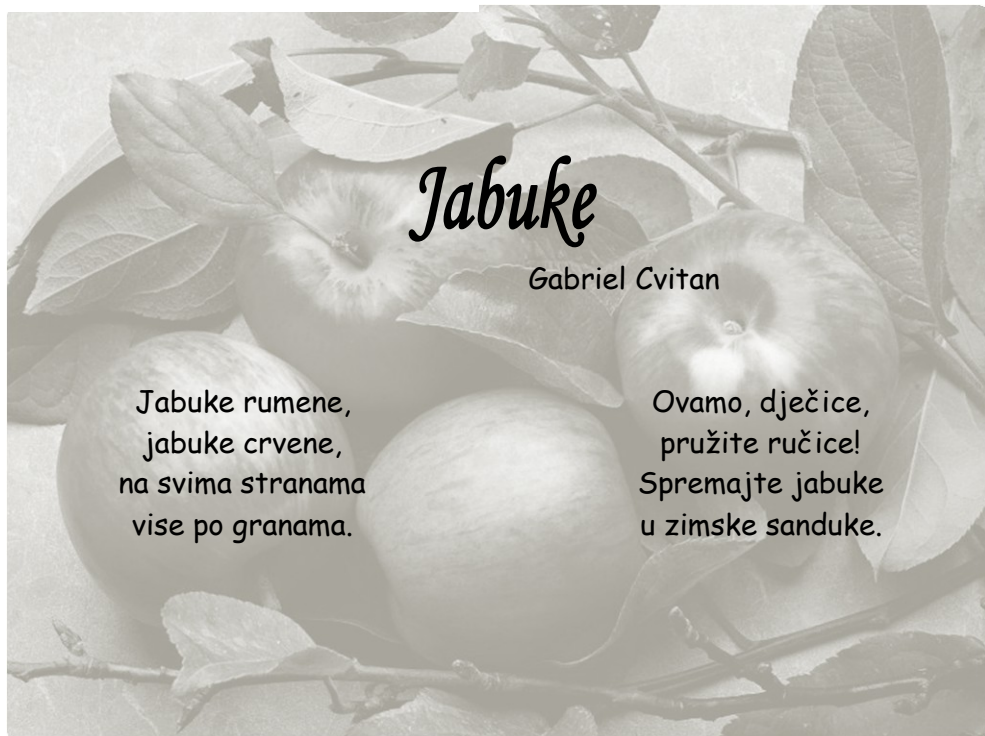 Jabuke
Gabriel Cvitan
Jabuke rumene,
jabuke crvene,
na svima stranama
vise po granama.
Ovamo, dječice,
pružite ručice!
Spremajte jabuke
u zimske sanduke.